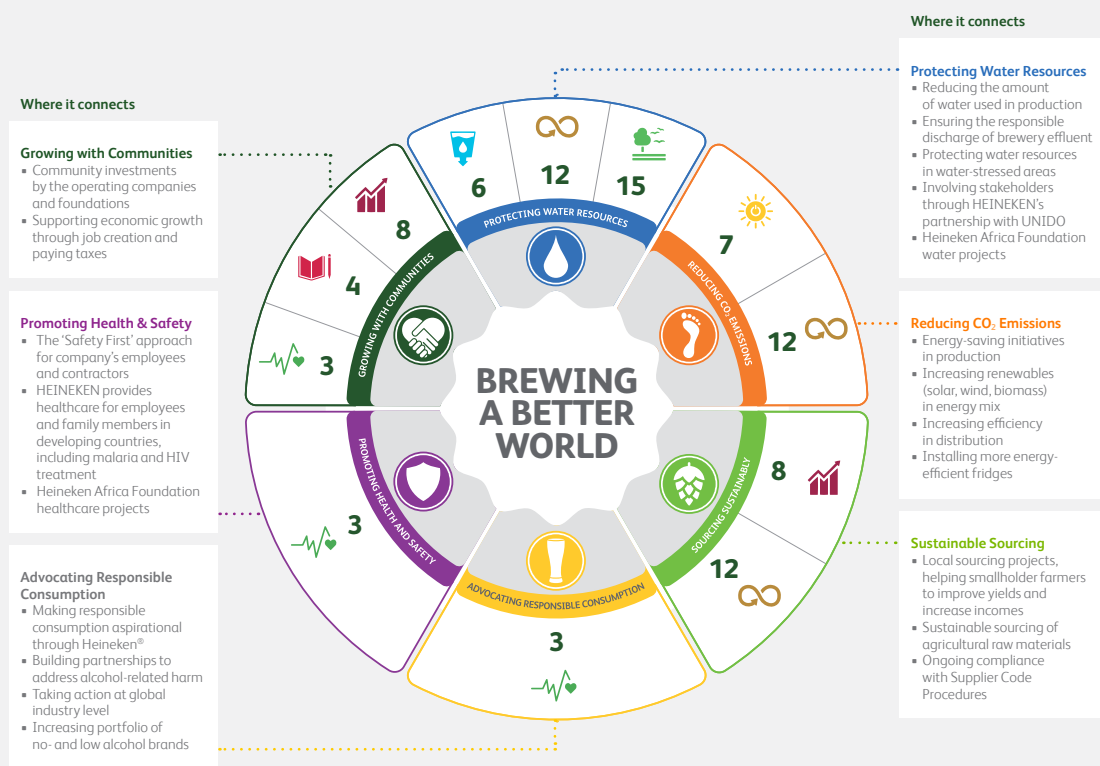 Where it connects
Growing with Communities
▪ Community investments
by the operating companies
and foundations
▪ Supporting economic growth
through job creation and
paying taxes
Promoting Health & Safety
▪ The ‘Safety First’ approach
for company’s employees
and contractors
▪ HEINEKEN provides
healthcare for employees
and family members in
developing countries,
including malaria and HIV
treatment
▪ Heineken Africa Foundation
healthcare projects
Advocating Responsible
Consumption
▪ Making responsible
consumption aspirational
through Heineken®
▪ Building partnerships to
address alcohol-related harm
▪ Taking action at global
industry level
▪ Increasing portfolio of
no- and low alcohol brands
6
12
15
PROTECTING WATER RESOURCES
8
4
3
GROWING WITH COMMUNITIES
7
12
REDUCING CO₂ EMISSIONS
BREWING
A BETTER
WORLD
3
PROMOTING HEALTH AND SAFETY
8
12
SOURCING SUSTAINABLY
ADVOCATING RESPONSIBLE CONSUMPTION
3
Where it connects
Protecting Water Resources
▪ Reducing the amount
of water used in production
▪ Ensuring the responsible
discharge of brewery effluent
▪ Protecting water resources
in water-stressed areas
▪ Involving stakeholders
through HEINEKEN’s
partnership with UNIDO
▪ Heineken Africa Foundation
water projects
Reducing CO₂ Emissions
▪ Energy-saving initiatives
in production
▪ Increasing renewables
(solar, wind, biomass)
in energy mix
▪ Increasing efficiency
in distribution
▪ Installing more energy-
efficient fridges
Sustainable Sourcing
▪ Local sourcing projects,
helping smallholder farmers
to improve yields and
increase incomes
▪ Sustainable sourcing of
agricultural raw materials
▪ Ongoing compliance
with Supplier Code
Procedures